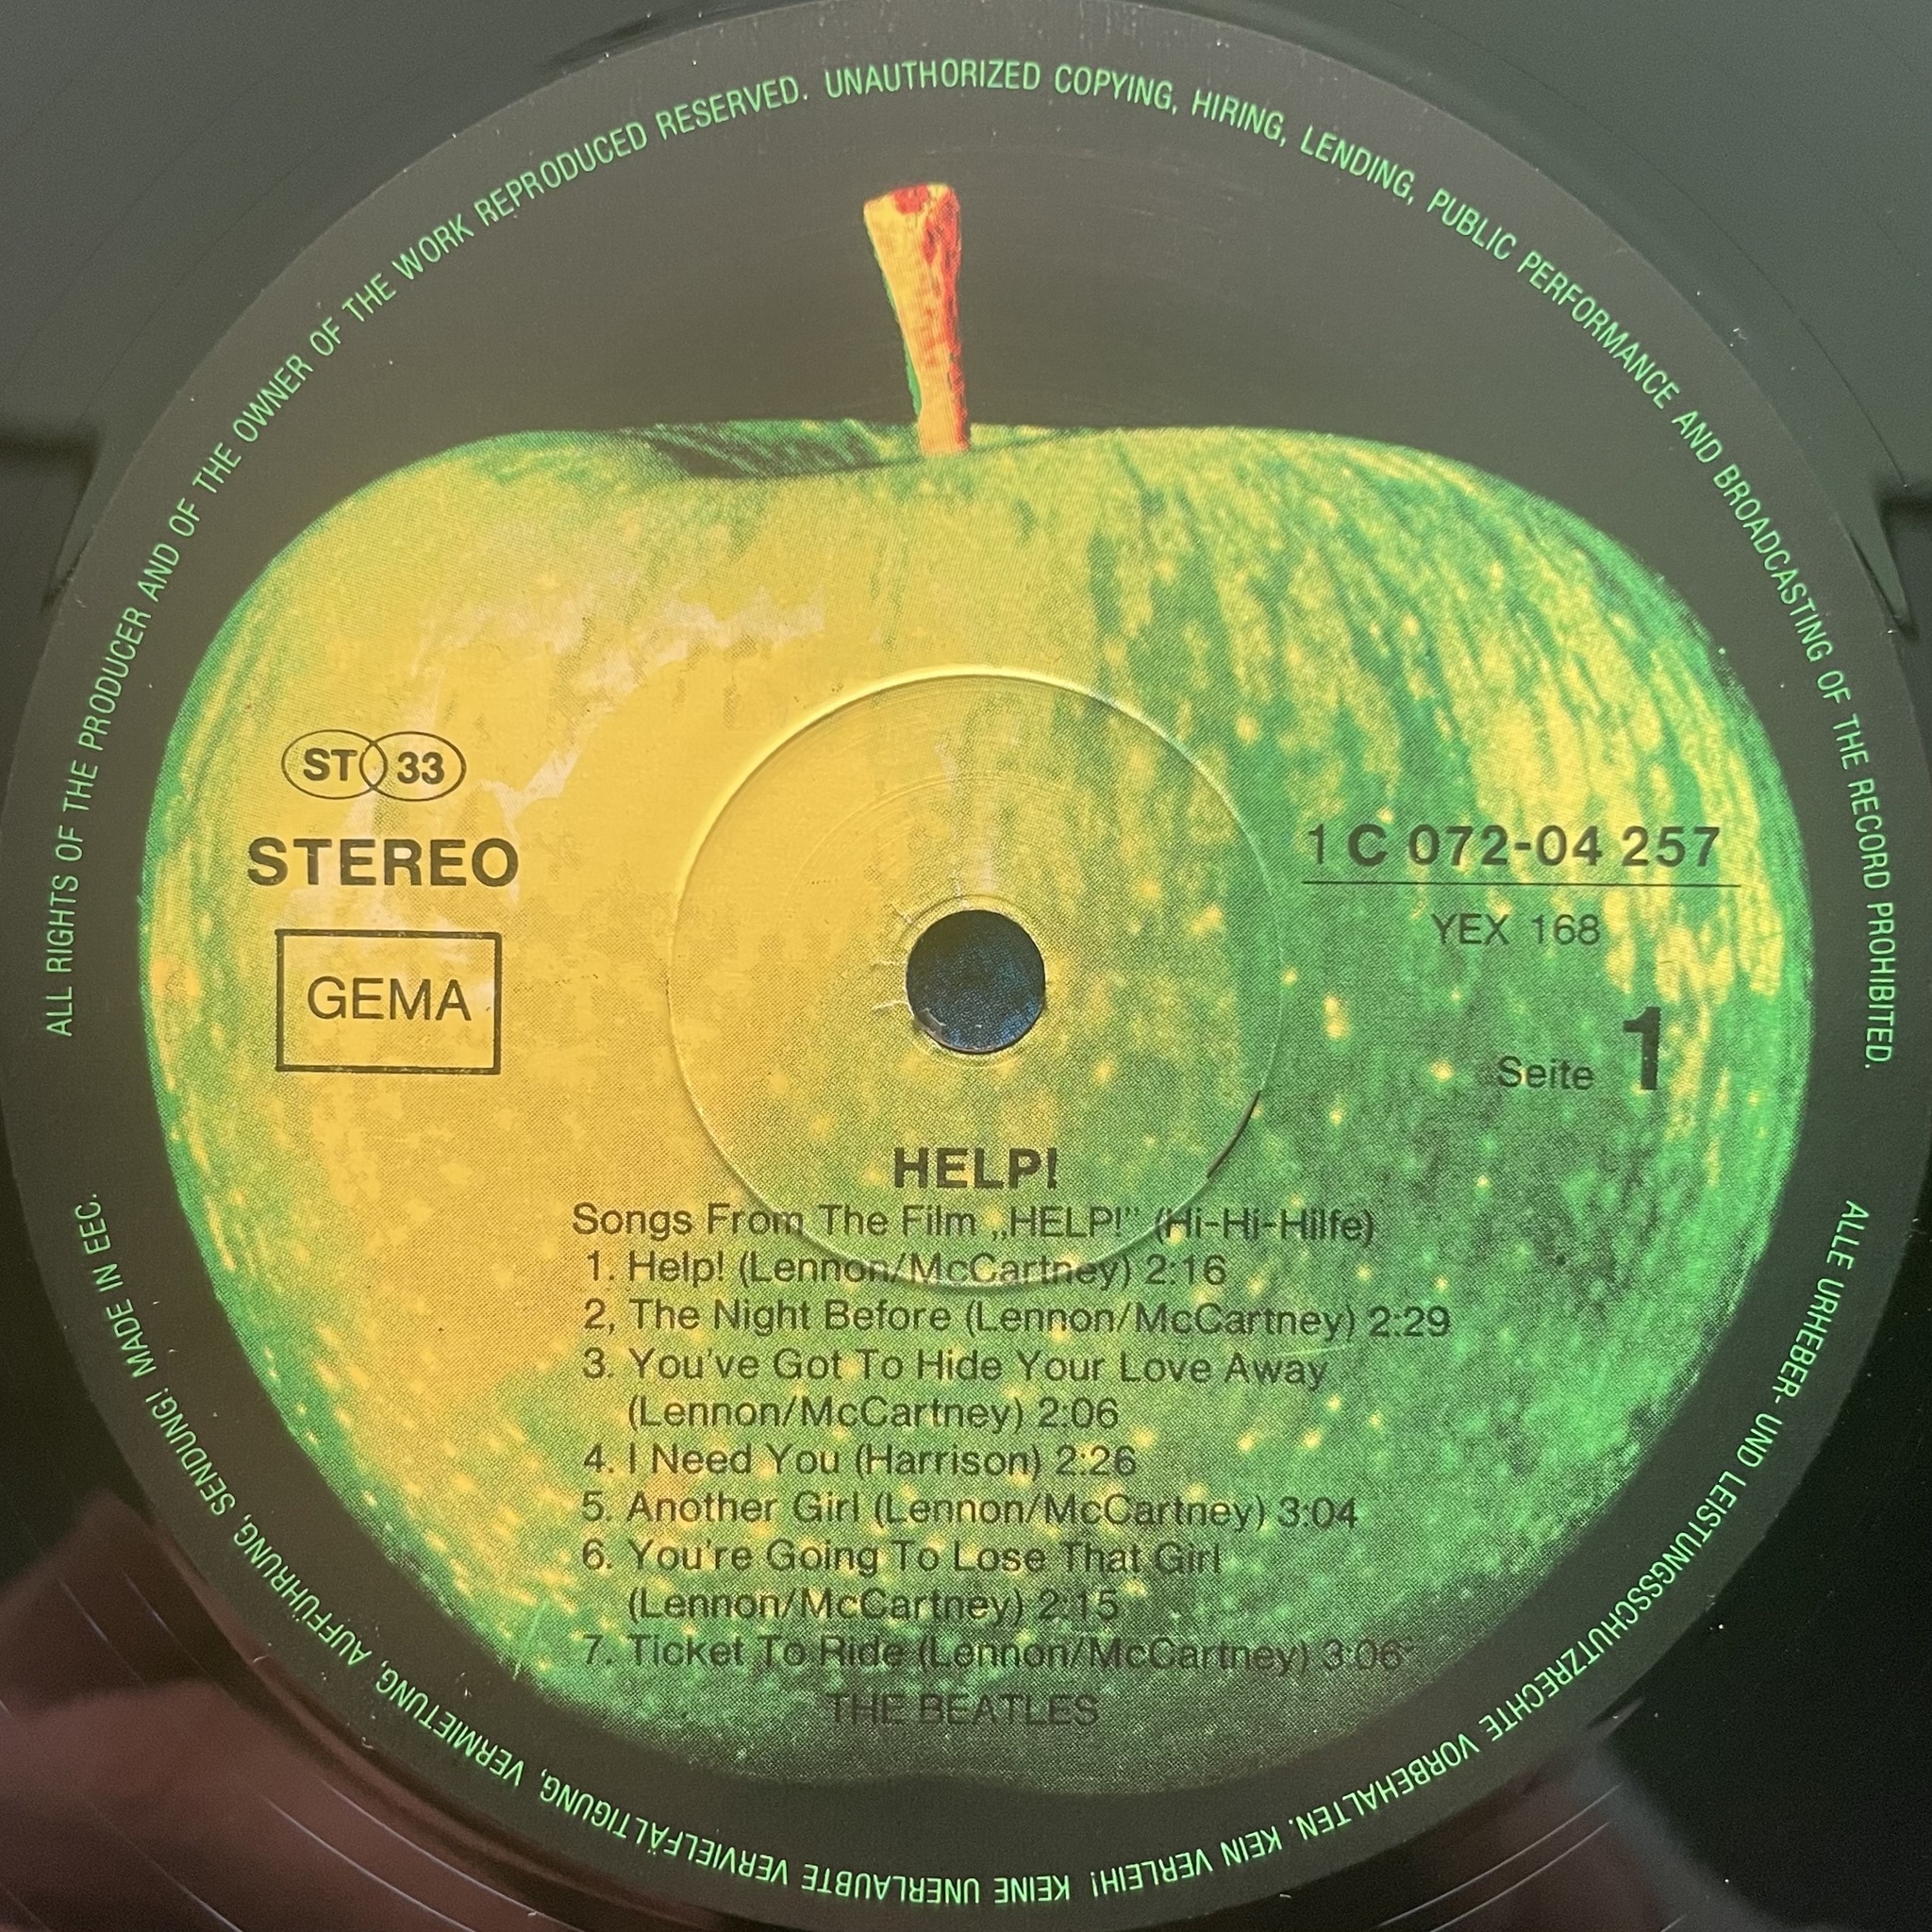 ALL RIGHTS OF THE PRODUCER AND OF THE OWNER OF THE WORK REPRODUCED RESERVED. UNAUTHORIZED COPYING, HIRING, LENDING, PUBLIC PERFORMANCE AND BROADCASTING OF THE RECORD PROHIBITED.
ST 33
STEREO
GEMA
1 C 072-04 257
YEX 168
Seite 1
HELP!
Songs From The Film „HELP!” (Hi-Hi-Hilfe)
1. Help! (Lennon/McCartney) 2:16
2, The Night Before (Lennon/McCartney) 2:29
3. You've Got To Hide Your Love Away
(Lennon/McCartney) 2:06
4. I Need You (Harrison) 2:26
5. Another Girl (Lennon/McCartney) 3:04
6. You're Going To Lose That Girl
(Lennon/McCartney) 2:15
7. Ticket To Ride (Lennon/McCartney) 3:06
THE BEATLES
ALLE URHEBER- UND LEISTUNGSSCHUTZRECHTE VORBEHALTEN. KEIN VERLEIH! KEINE UNERLAUBTE VERVIELFÄLTIGUNG, VERMIETUNG, AUFFÜHRUNG, SENDUNG! MADE IN EEC.